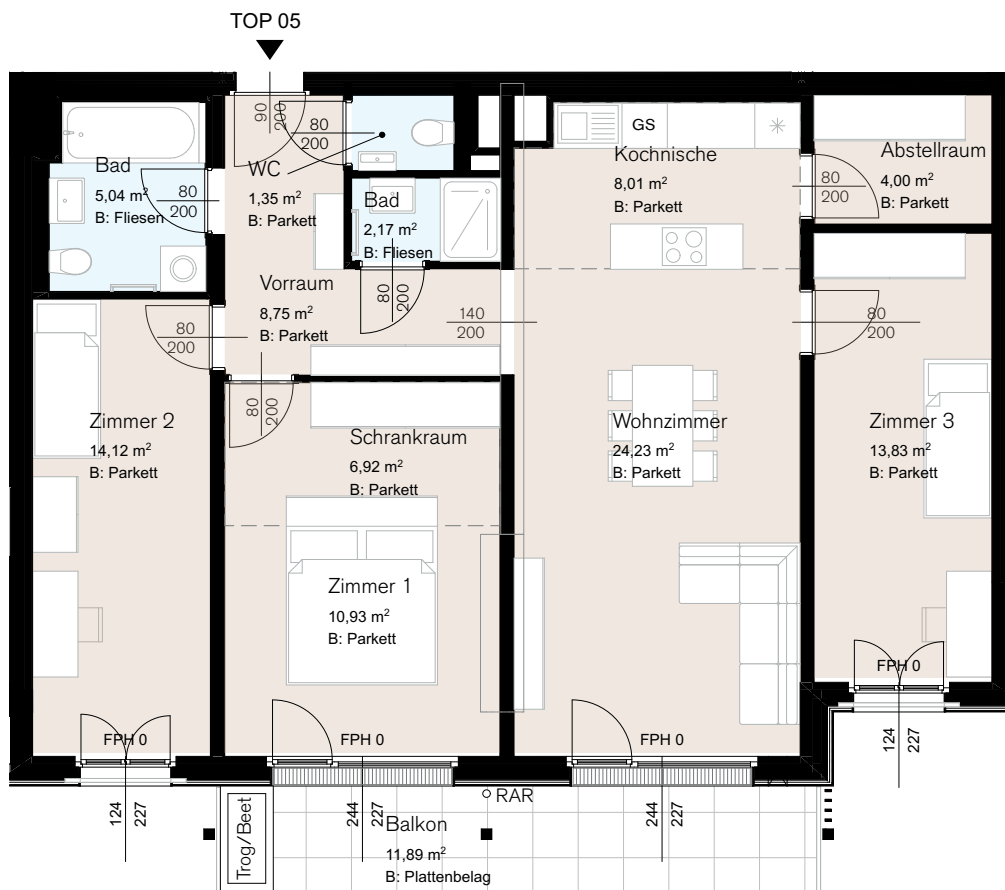 TOP 05
90
200
80
200
WC
1,35 m²
B: Parkett
Bad
5,04 m²
B: Fliesen
80
200
Bad
2,17 m²
B: Fliesen
80
200
GS
Kochnische
8,01 m²
B: Parkett
80
200
Abstellraum
4,00 m²
B: Parkett
Vorraum
8,75 m²
B: Parkett
80
200
140
200
80
200
80
200
Zimmer 2
14,12 m²
B: Parkett
Schrankraum
6,92 m²
B: Parkett
Wohnzimmer
24,23 m²
B: Parkett
Zimmer 3
13,83 m²
B: Parkett
Zimmer 1
10,93 m²
B: Parkett
FPH 0
FPH 0
FPH 0
FPH 0
124
227
244
227
244
227
124
227
RAR
Trog/Beet
Balkon
11,89 m²
B: Plattenbelag